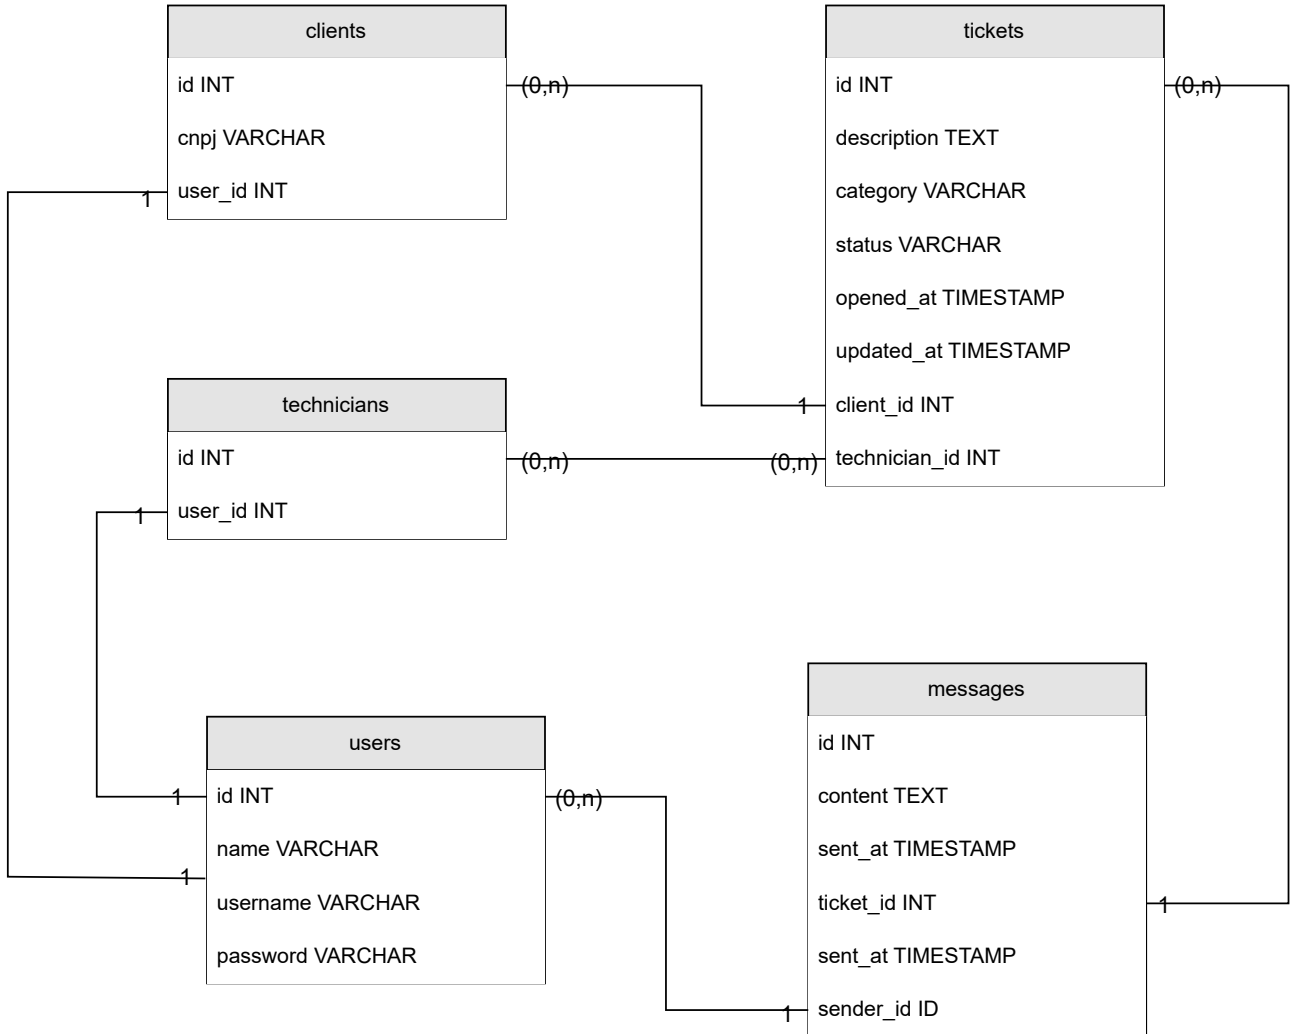 clients
id INT
cnpj VARCHAR
user_id INT
(0,n)
1
tickets
id INT
description TEXT
category VARCHAR
status VARCHAR
opened_at TIMESTAMP
updated_at TIMESTAMP
client_id INT
technician_id INT
(0,n)
1
(0,n)
technicians
id INT
user_id INT
(0,n)
1
users
id INT
name VARCHAR
username VARCHAR
password VARCHAR
1
1
(0,n)
messages
id INT
content TEXT
sent_at TIMESTAMP
ticket_id INT
sent_at TIMESTAMP
sender_id ID
1
1